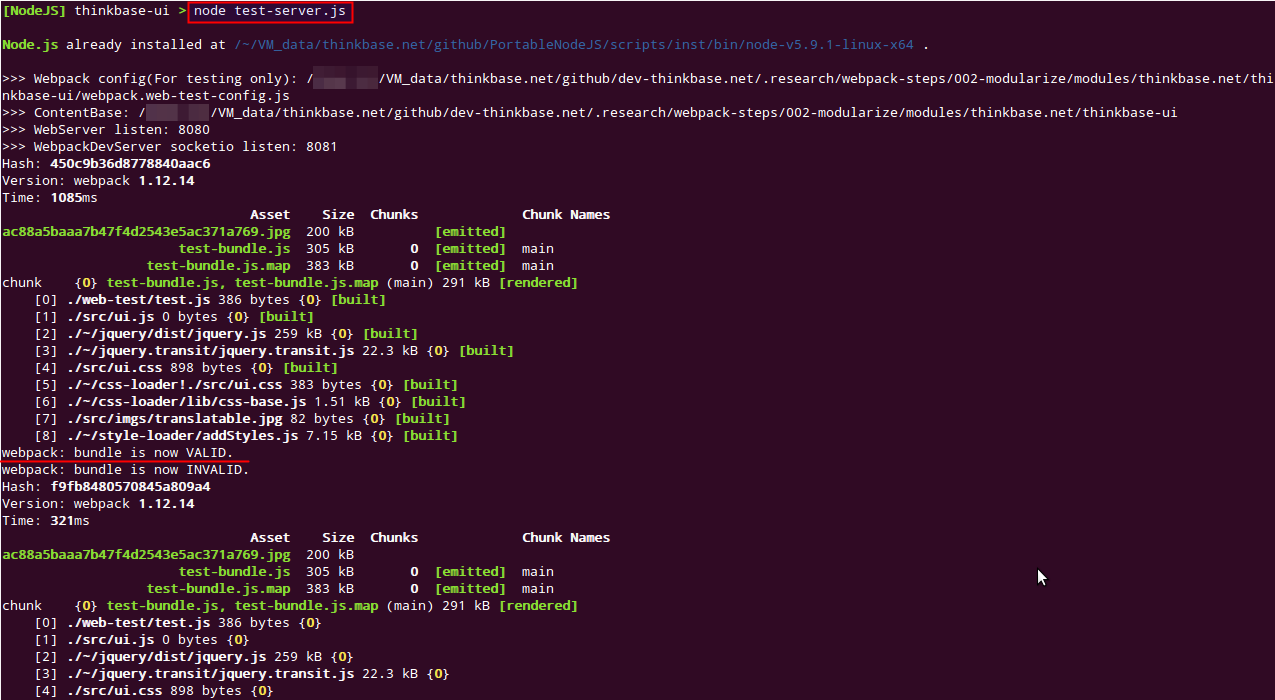 [NodeJS] thinkbase-ui > node test-server.js
Node.js already installed at /~/VM_data/thinkbase.net/github/PortableNodeJS/scripts/inst/bin/node-v5.9.1-linux-x64 .
>>> Webpack config(For testing only): / /VM_data/thinkbase.net/github/dev-thinkbase.net/.research/webpack-steps/002-modularize/modules/thinkbase.net/thi
nkbase-ui/webpack.web-test-config.js
>>> ContentBase: / /VM_data/thinkbase.net/github/dev-thinkbase.net/.research/webpack-steps/002-modularize/modules/thinkbase.net/thinkbase-ui
>>> WebServer listen: 8080
>>> WebpackDevServer socketio listen: 8081
Hash: 450c9b36d8778840aac6
Version: webpack 1.12.14
Time: 1085ms
Asset Size Chunks Chunk Names
ac88a5baaa7b47f4d2543e5ac371a769.jpg 200 kB [emitted]
test-bundle.js 305 kB 0 [emitted] main
test-bundle.js.map 383 kB 0 [emitted] main
chunk {0} test-bundle.js, test-bundle.js.map (main) 291 kB [rendered]
[0] ./web-test/test.js 386 bytes {0} [built]
[1] ./src/ui.js 0 bytes {0} [built]
[2] ./~/jquery/dist/jquery.js 259 kB {0} [built]
[3] ./~/jquery.transit/jquery.transit.js 22.3 kB {0} [built]
[4] ./src/ui.css 898 bytes {0} [built]
[5] ./~/css-loader!./src/ui.css 383 bytes {0} [built]
[6] ./~/css-loader/lib/css-base.js 1.51 kB {0} [built]
[7] ./src/imgs/translatable.jpg 82 bytes {0} [built]
[8] ./~/style-loader/addStyles.js 7.15 kB {0} [built]
webpack: bundle is now VALID.
webpack: bundle is now INVALID.
Hash: f9fb8480570845a809a4
Version: webpack 1.12.14
Time: 321ms
Asset Size Chunks Chunk Names
ac88a5baaa7b47f4d2543e5ac371a769.jpg 200 kB
test-bundle.js 305 kB 0 [emitted] main
test-bundle.js.map 383 kB 0 [emitted] main
chunk {0} test-bundle.js, test-bundle.js.map (main) 291 kB [rendered]
[0] ./web-test/test.js 386 bytes {0}
[1] ./src/ui.js 0 bytes {0}
[2] ./~/jquery/dist/jquery.js 259 kB {0}
[3] ./~/jquery.transit/jquery.transit.js 22.3 kB {0}
[4] ./src/ui.css 898 bytes {0}